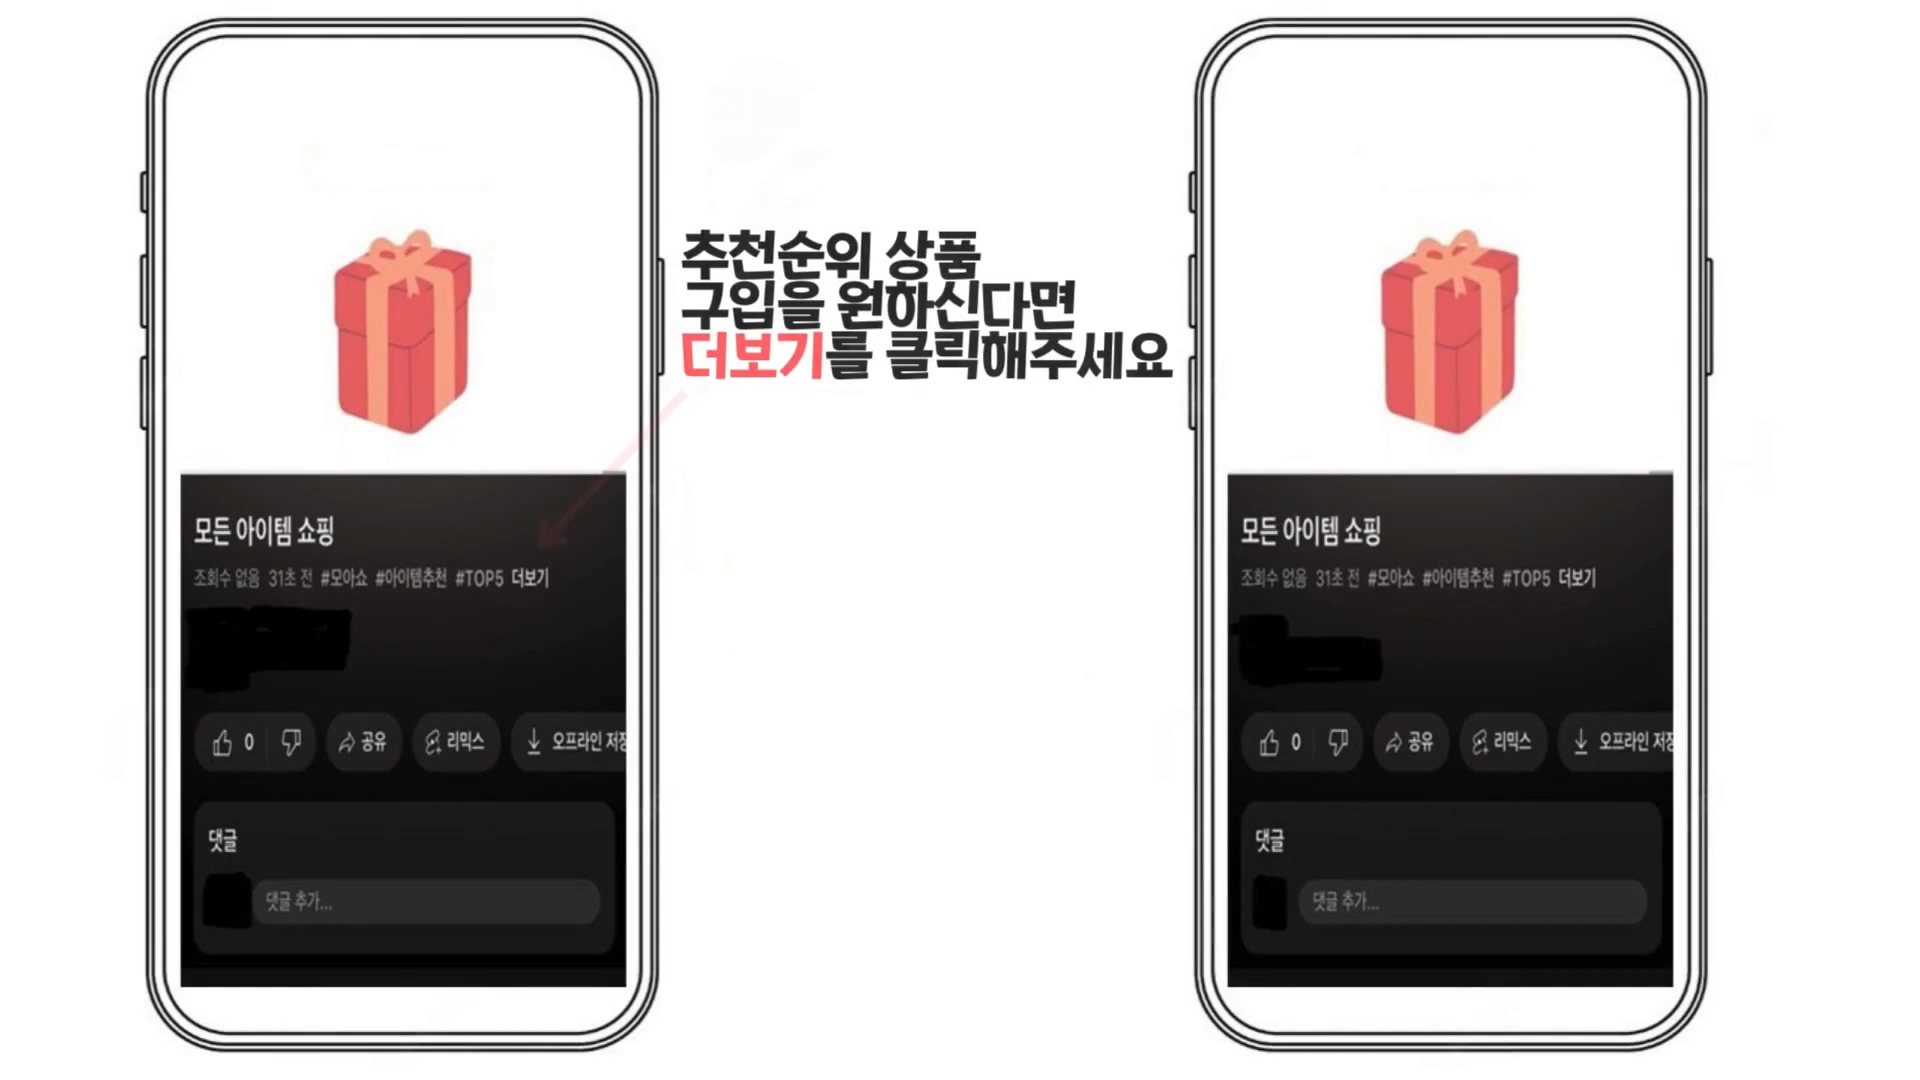 추천순위 상품
구입을 원하신다면
더보기를 클릭해주세요
모든 아이템 쇼핑
조회수 없음 31초 전 #모아쇼 #아이템추천 #TOP5 더보기
0 공유 리믹스 오프라인 저장
댓글
댓글 추가...
모든 아이템 쇼핑
조회수 없음 31초 전 #모아쇼 #아이템추천 #TOP5 더보기
0 공유 리믹스 오프라인 저장
댓글
댓글 추가...